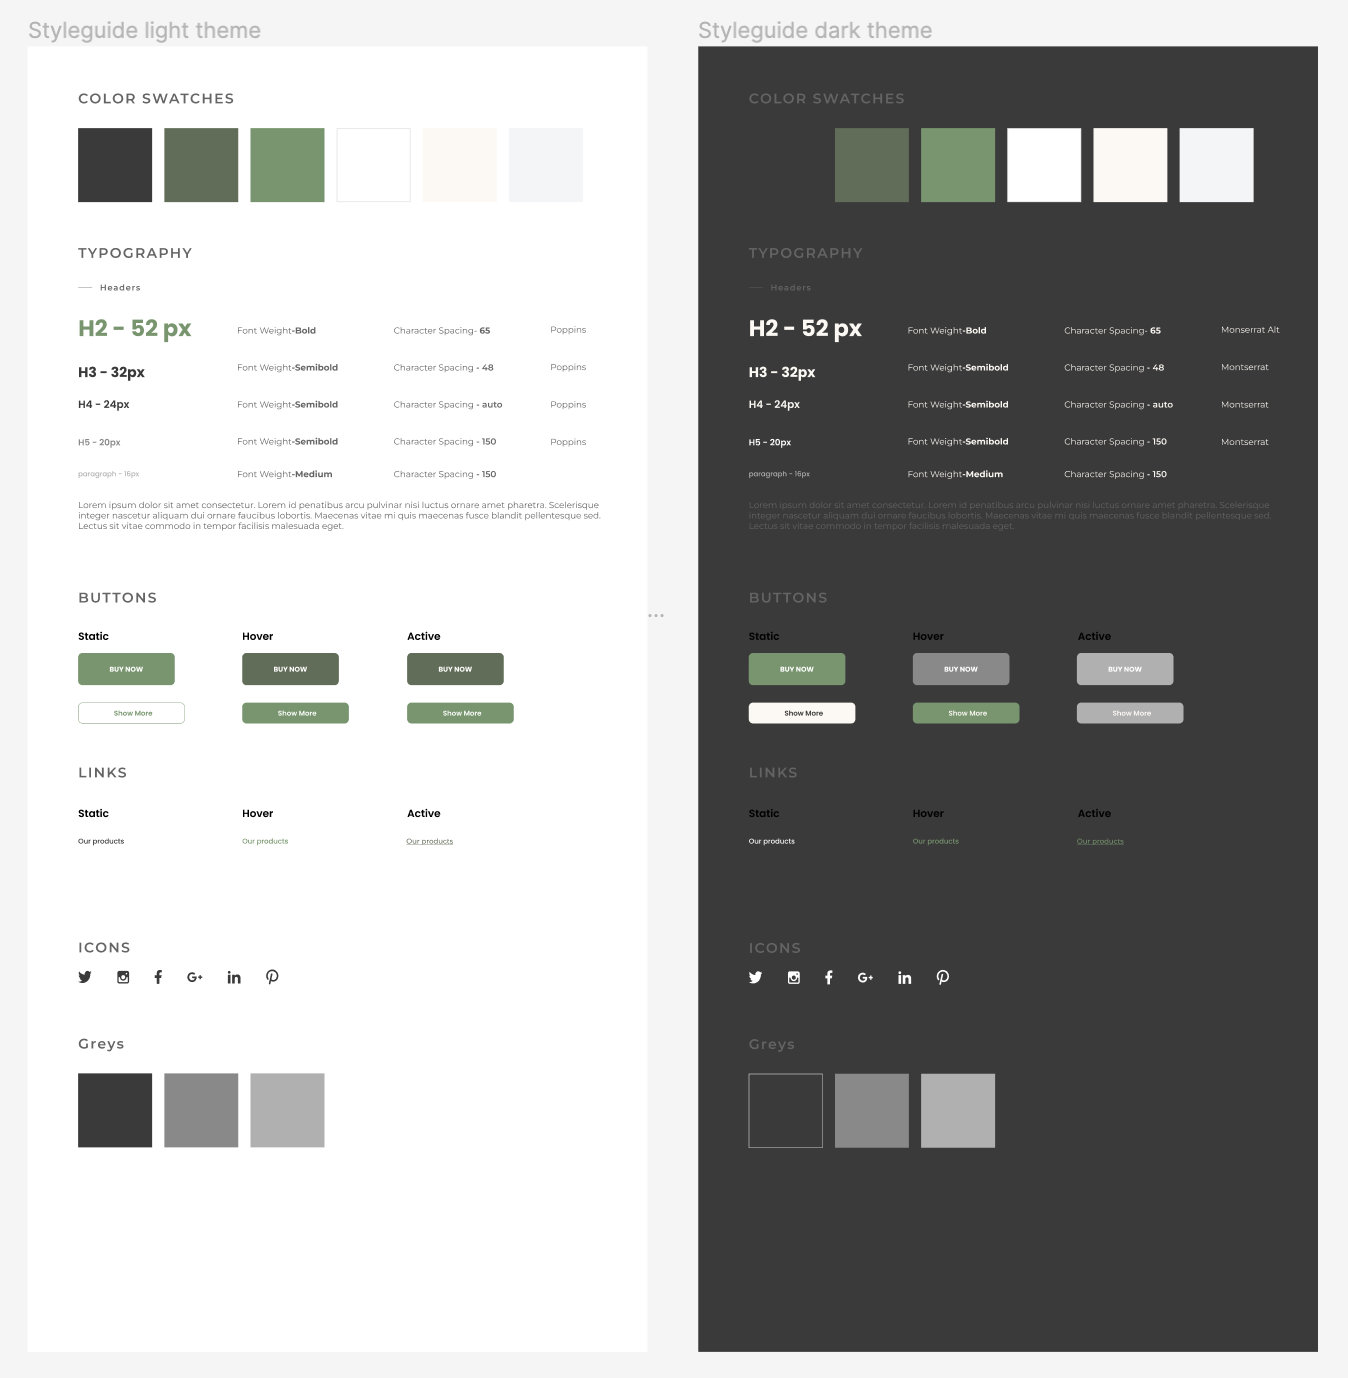 Styleguide light theme
COLOR SWATCHES
TYPOGRAPHY
Headers
H2 - 52 px Font Weight-Bold Character Spacing- 65 Poppins
H3 - 32px Font Weight-Semibold Character Spacing - 48 Poppins
H4 - 24px Font Weight-Semibold Character Spacing - auto Poppins
H5 - 20px Font Weight-Semibold Character Spacing - 150 Poppins
paragraph - 16px Font Weight-Medium Character Spacing - 150
Lorem ipsum dolor sit amet consectetur. Lorem id penatibus arcu pulvinar nisi luctus ornare amet pharetra. Scelerisque
integer nascetur aliquam dui ornare faucibus lobortis. Maecenas vitae mi quis maecenas fusce blandit pellentesque sed.
Lectus sit vitae commodo in tempor facilisis malesuada eget.
BUTTONS
Static Hover Active
BUY NOW BUY NOW BUY NOW
Show More Show More Show More
LINKS
Static Hover Active
Our products Our products Our products
ICONS
Greys
Styleguide dark theme
COLOR SWATCHES
TYPOGRAPHY
Headers
H2 - 52 px Font Weight-Bold Character Spacing- 65 Monserrat Alt
H3 - 32px Font Weight-Semibold Character Spacing - 48 Montserrat
H4 - 24px Font Weight-Semibold Character Spacing - auto Montserrat
H5 - 20px Font Weight-Semibold Character Spacing - 150 Montserrat
paragraph - 16px Font Weight-Medium Character Spacing - 150
Lorem ipsum dolor sit amet consectetur. Lorem id penatibus arcu pulvinar nisi luctus ornare amet pharetra. Scelerisque
integer nascetur aliquam dui ornare faucibus lobortis. Maecenas vitae mi quis maecenas fusce blandit pellentesque sed.
Lectus sit vitae commodo in tempor facilisis malesuada eget.
BUTTONS
Static Hover Active
BUY NOW BUY NOW BUY NOW
Show More Show More Show More
LINKS
Static Hover Active
Our products Our products Our products
ICONS
Greys